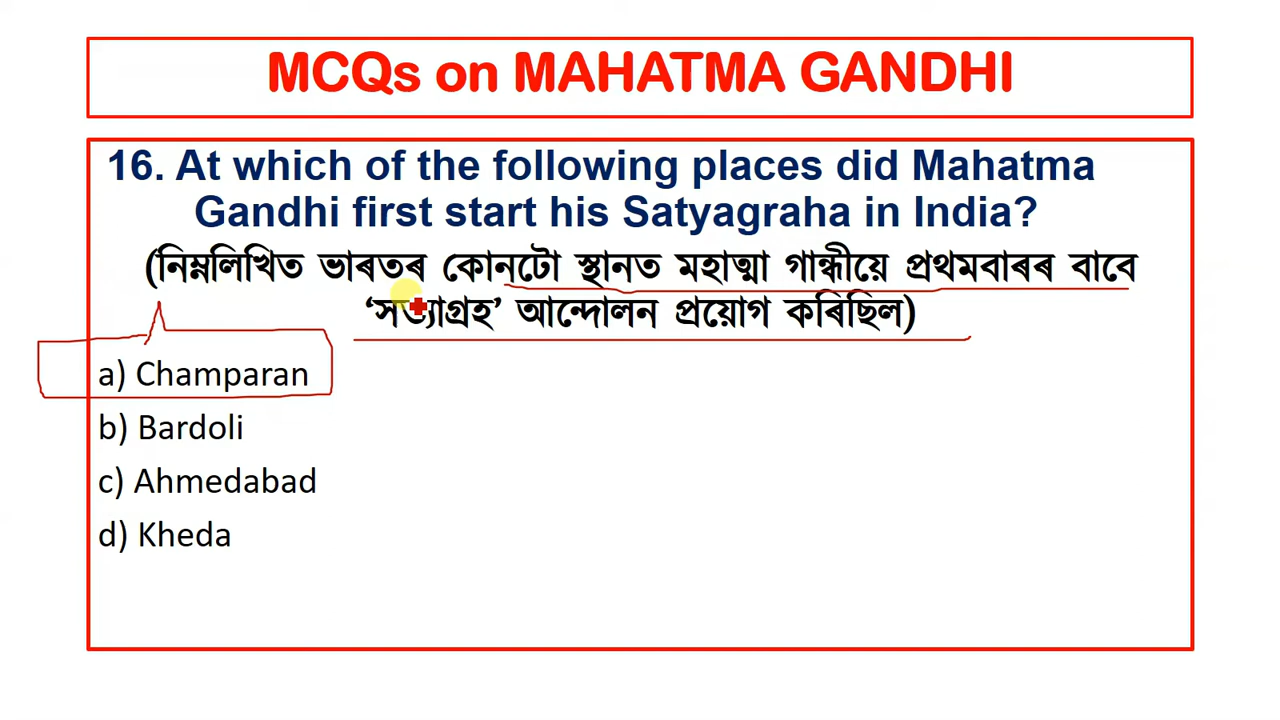 MCQs on MAHATMA GANDHI
16. At which of the following places did Mahatma
Gandhi first start his Satyagraha in India?
(নিম্নলিখিত ভাৰতৰ কোনটো স্থানত মহাত্মা গান্ধীয়ে প্ৰথমবাৰৰ বাবে
‘সত্যাগ্ৰহ’ আন্দোলন প্ৰয়োগ কৰিছিল)
a) Champaran
b) Bardoli
c) Ahmedabad
d) Kheda